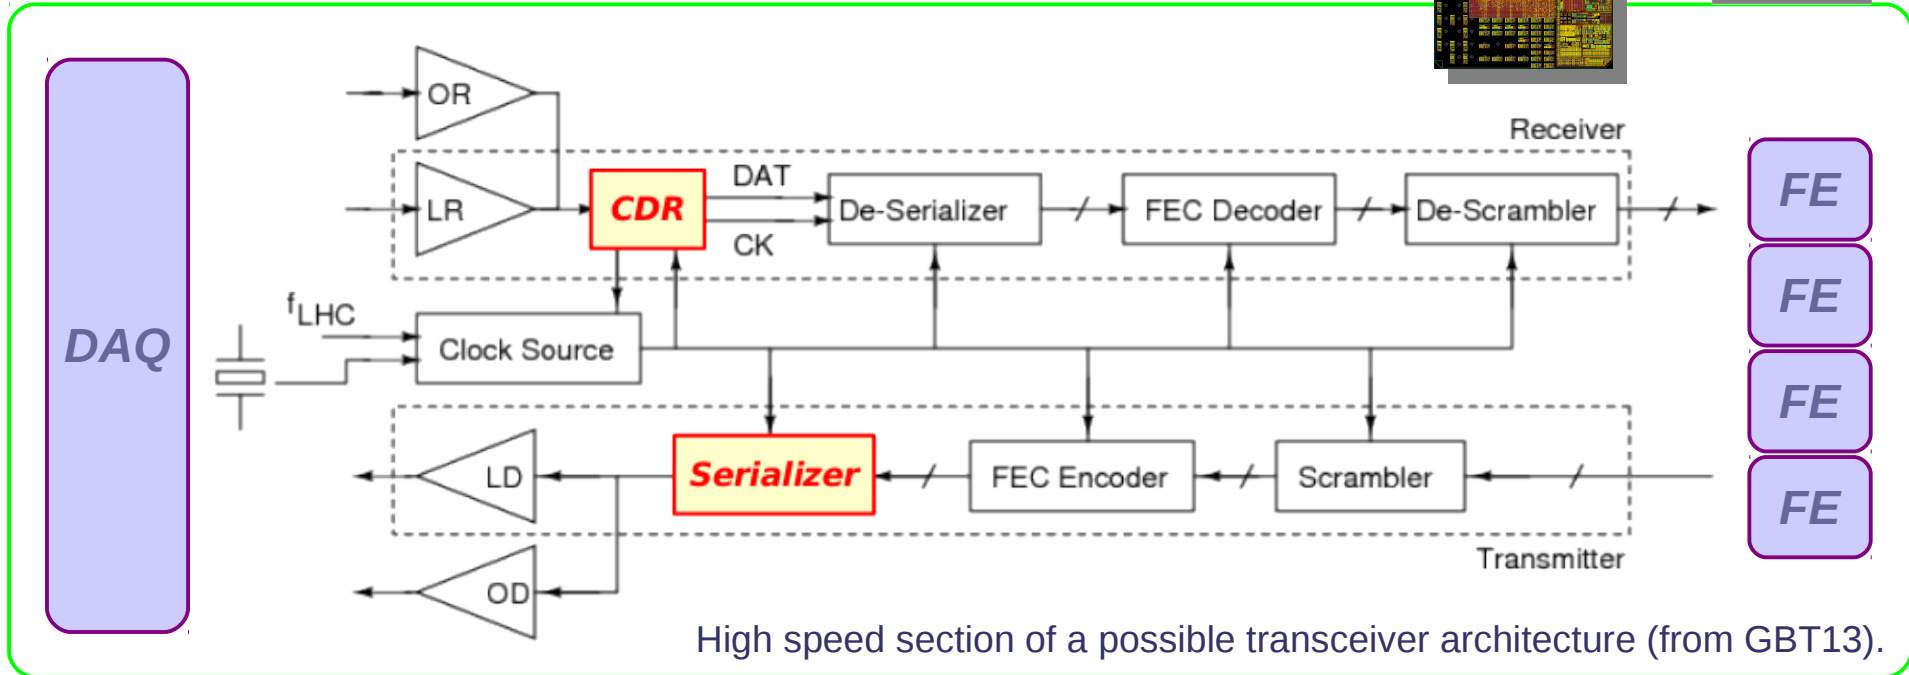 OR
Receiver
DAT
LR
CDR
De-Serializer
FEC Decoder
De-Scrambler
CK
FE
FE
FE
FE
DAQ
fLHC
Clock Source
LD
Serializer
FEC Encoder
Scrambler
Transmitter
OD
High speed section of a possible transceiver architecture (from GBT13).